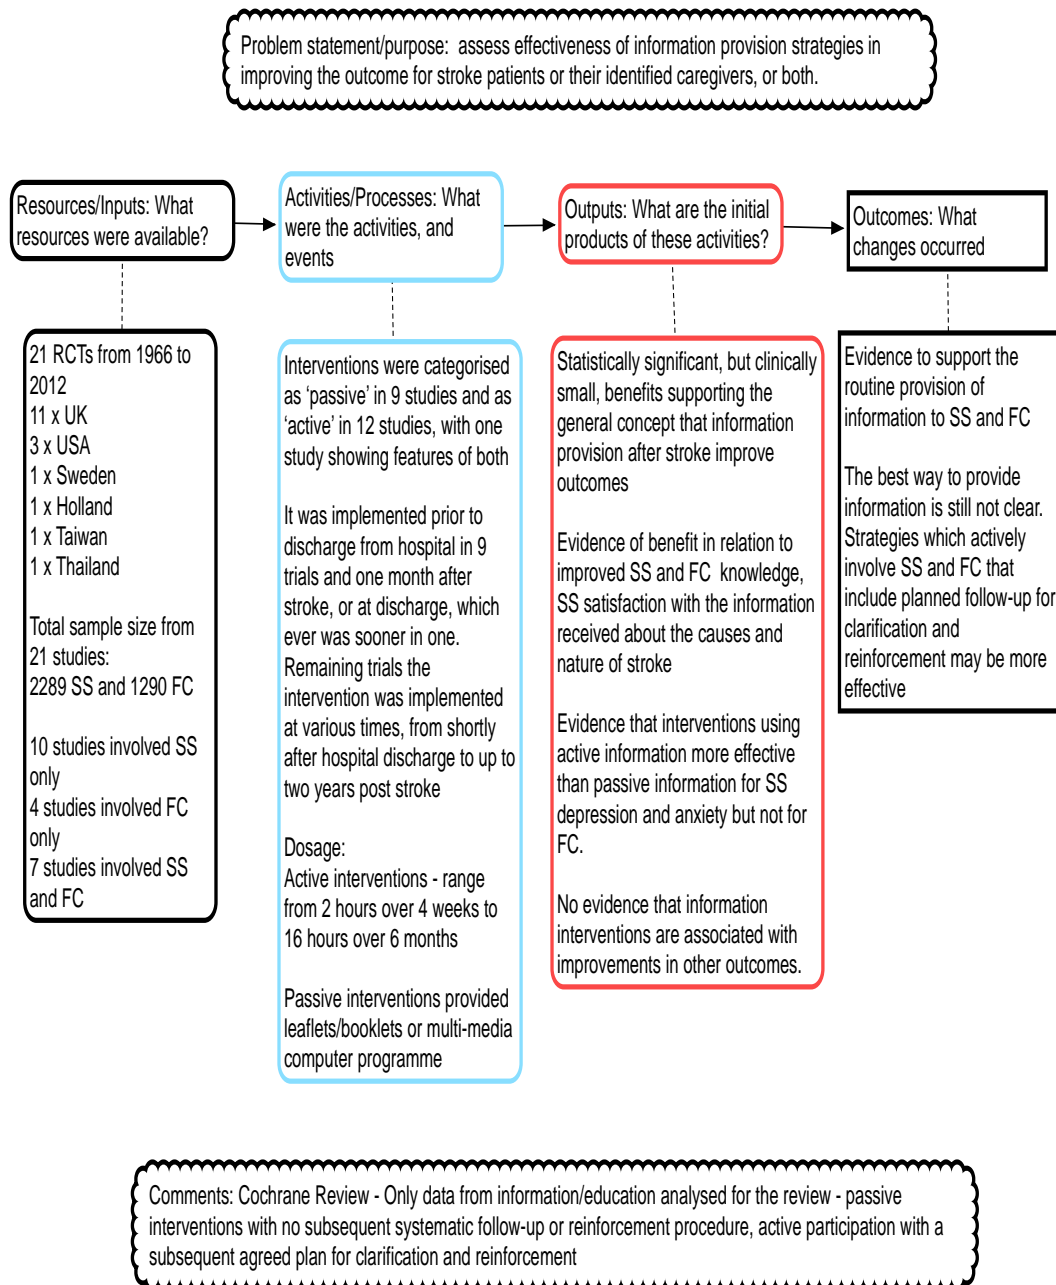 Problem statement/purpose:  assess effectiveness of information provision strategies in
improving the outcome for stroke patients or their identified caregivers, or both.
Resources/Inputs: What
resources were available?
Activities/Processes: What
were the activities, and
events
Outputs: What are the initial
products of these activities?
Outcomes: What
changes occurred
21 RCTs from 1966 to
2012
11 x UK
3 x USA
1 x Sweden
1 x Holland
1 x Taiwan
1 x Thailand
Total sample size from
21 studies:
2289 SS and 1290 FC
10 studies involved SS
only
4 studies involved FC
only
7 studies involved SS
and FC
Interventions were categorised
as ‘passive’ in 9 studies and as
‘active’ in 12 studies, with one
study showing features of both
It was implemented prior to
discharge from hospital in 9
trials and one month after
stroke, or at discharge, which
ever was sooner in one.
Remaining trials the
intervention was implemented
at various times, from shortly
after hospital discharge to up to
two years post stroke
Dosage:
Active interventions - range
from 2 hours over 4 weeks to
16 hours over 6 months
Passive interventions provided
leaflets/booklets or multi-media
computer programme
Statistically significant, but clinically
small, benefits supporting the
general concept that information
provision after stroke improve
outcomes
Evidence of benefit in relation to
improved SS and FC  knowledge,
SS satisfaction with the information
received about the causes and
nature of stroke
Evidence that interventions using
active information more effective
than passive information for SS
depression and anxiety but not for
FC.
No evidence that information
interventions are associated with
improvements in other outcomes.
Evidence to support the
routine provision of
information to SS and FC
The best way to provide
information is still not clear.
Strategies which actively
involve SS and FC that
include planned follow-up for
clarification and
reinforcement may be more
effective
Comments: Cochrane Review - Only data from information/education analysed for the review - passive
interventions with no subsequent systematic follow-up or reinforcement procedure, active participation with a
subsequent agreed plan for clarification and reinforcement